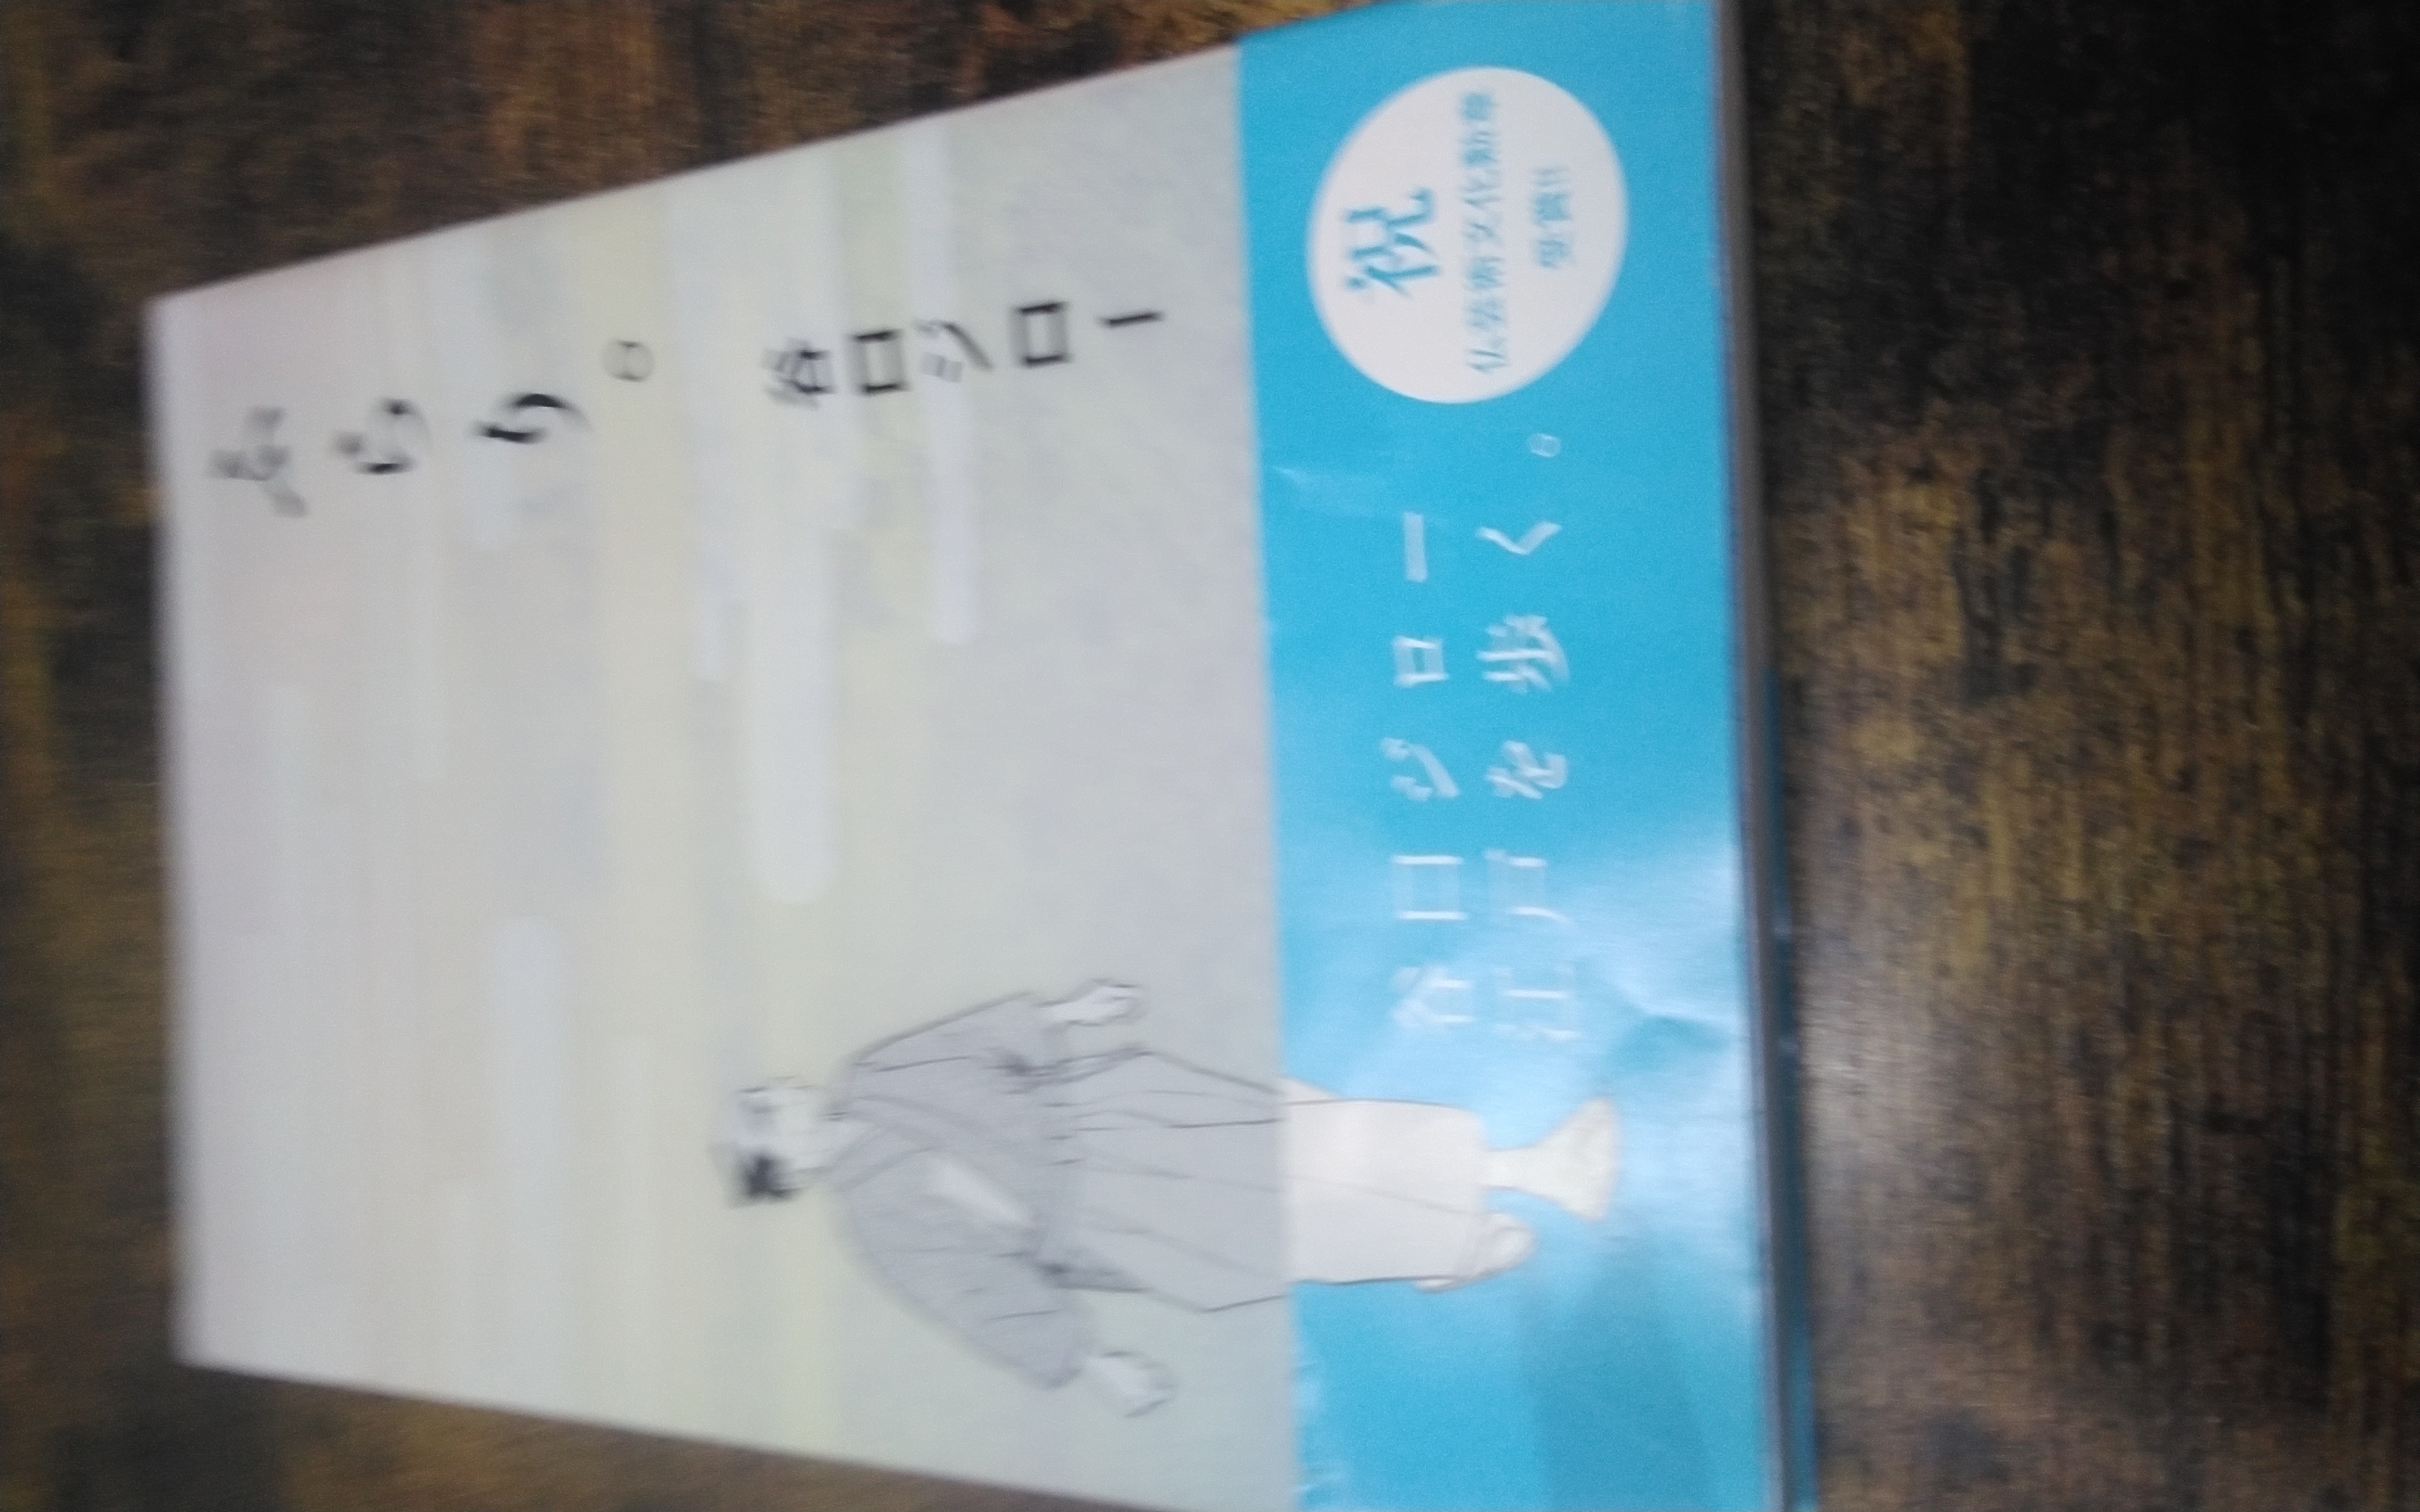 ふらり。
谷口ジロー
祝
仏芸術文化勲章
受賞!!
谷口ジロー
江戸を歩く。